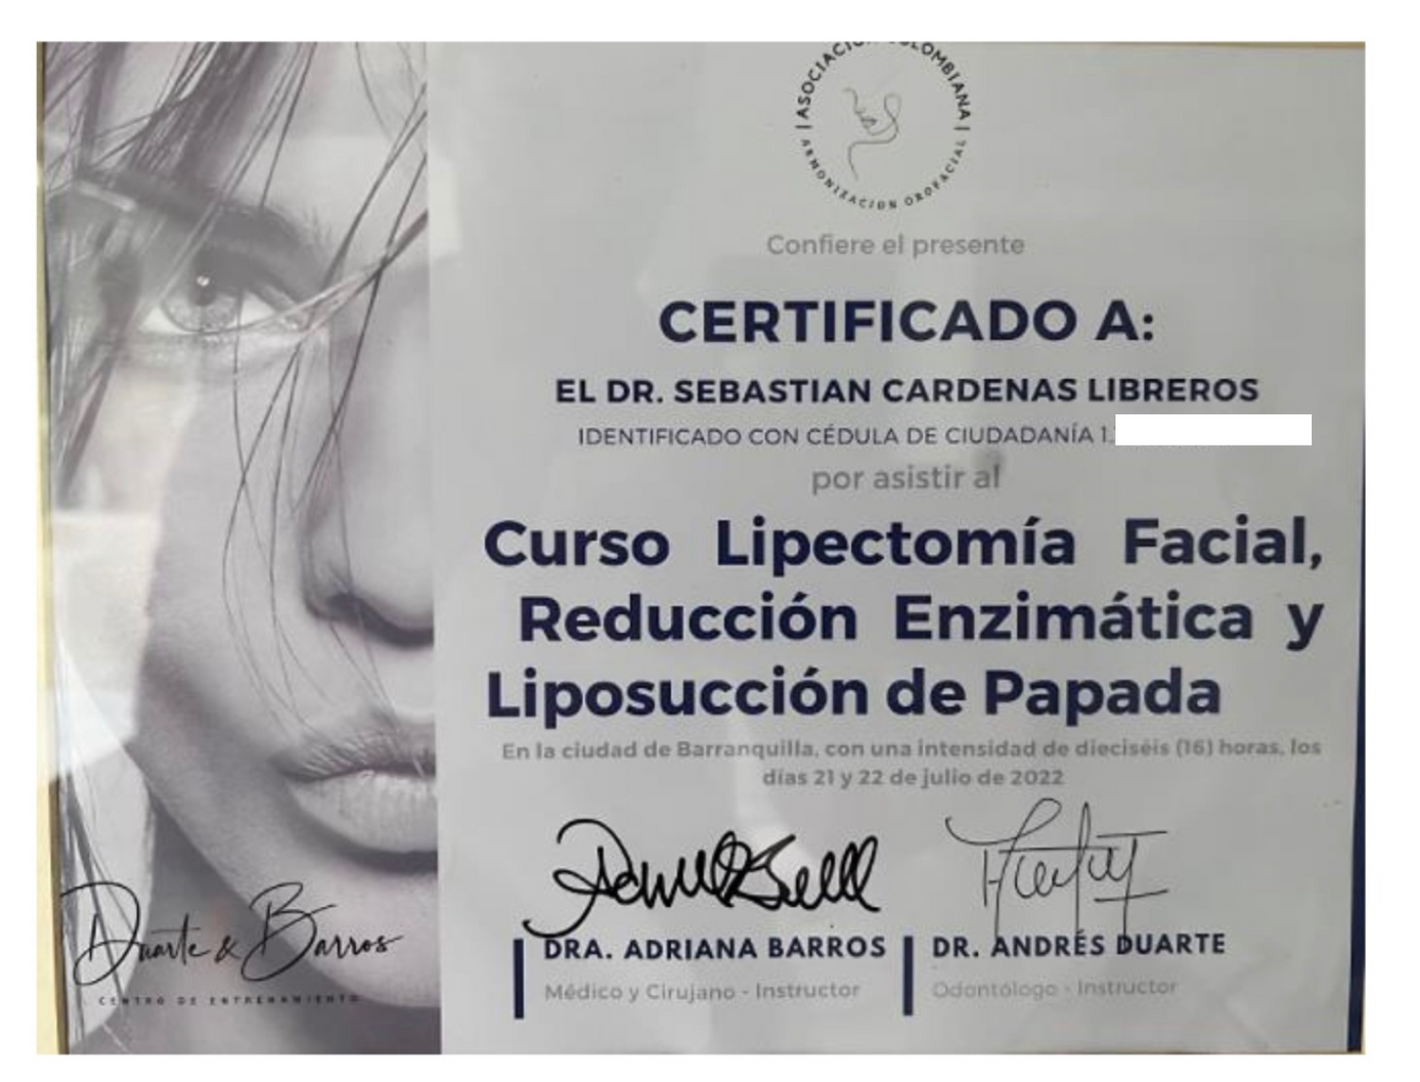 | ASOCIACIÓN COLOMBIANA |
ARMONIZACION OROFACIAL
Confiere el presente
CERTIFICADO A:
EL DR. SEBASTIAN CARDENAS LIBREROS
IDENTIFICADO CON CÉDULA DE CIUDADANÍA 1.
por asistir al
Curso Lipectomía Facial,
Reducción Enzimática y
Liposucción de Papada
En la ciudad de Barranquilla, con una intensidad de dieciséis (16) horas, los
días 21 y 22 de julio de 2022
Duarte & Barros
CENTRO DE ENTRENAMIENTO
DRA. ADRIANA BARROS
Médico y Cirujano - Instructor
DR. ANDRÉS DUARTE
Odontólogo - Instructor